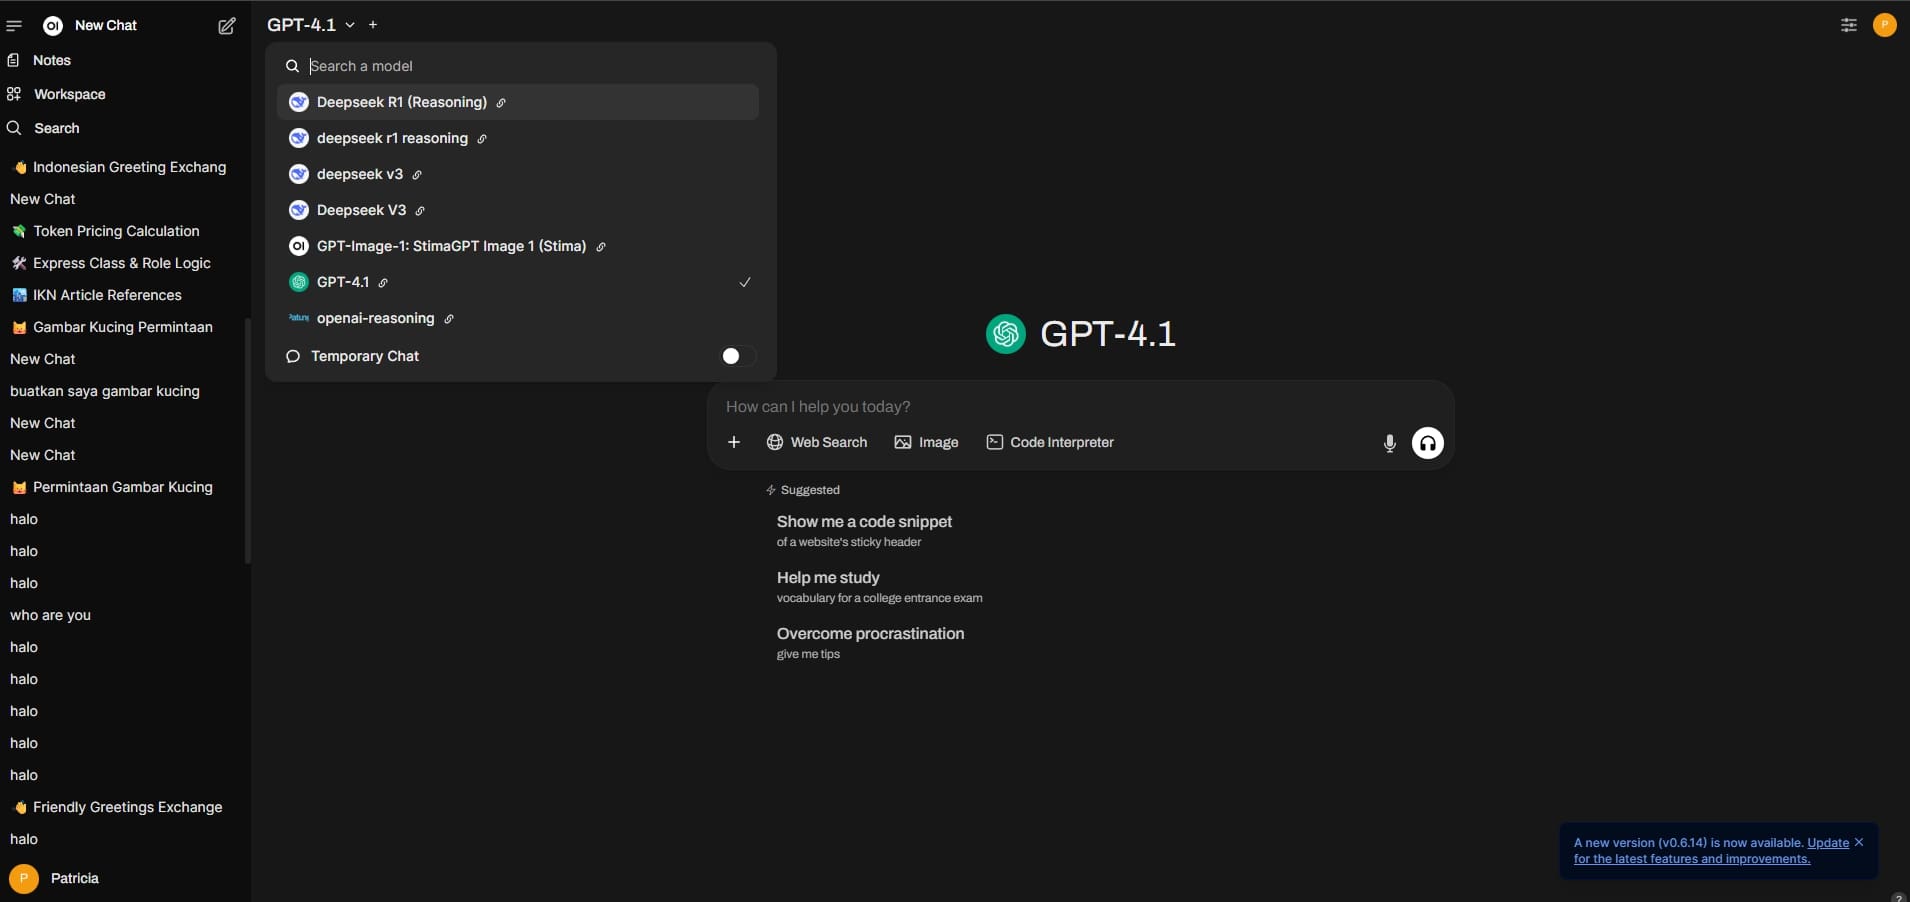 New Chat
Notes
Workspace
Search
Indonesian Greeting Exchang
New Chat
Token Pricing Calculation
Express Class & Role Logic
IKN Article References
Gambar Kucing Permintaan
New Chat
buatkan saya gambar kucing
New Chat
New Chat
Permintaan Gambar Kucing
halo
halo
halo
who are you
halo
halo
halo
halo
halo
Friendly Greetings Exchange
halo
P
Patricia
GPT-4.1
P
Search a model
Deepseek R1 (Reasoning)
deepseek r1 reasoning
deepseek v3
Deepseek V3
OI GPT-Image-1: StimaGPT Image 1 (Stima)
GPT-4.1
openai-reasoning
Temporary Chat
GPT-4.1
How can I help you today?
Web Search
Image
Code Interpreter
Suggested
Show me a code snippet
of a website's sticky header
Help me study
vocabulary for a college entrance exam
Overcome procrastination
give me tips
A new version (v0.6.14) is now available. Update
for the latest features and improvements.
?